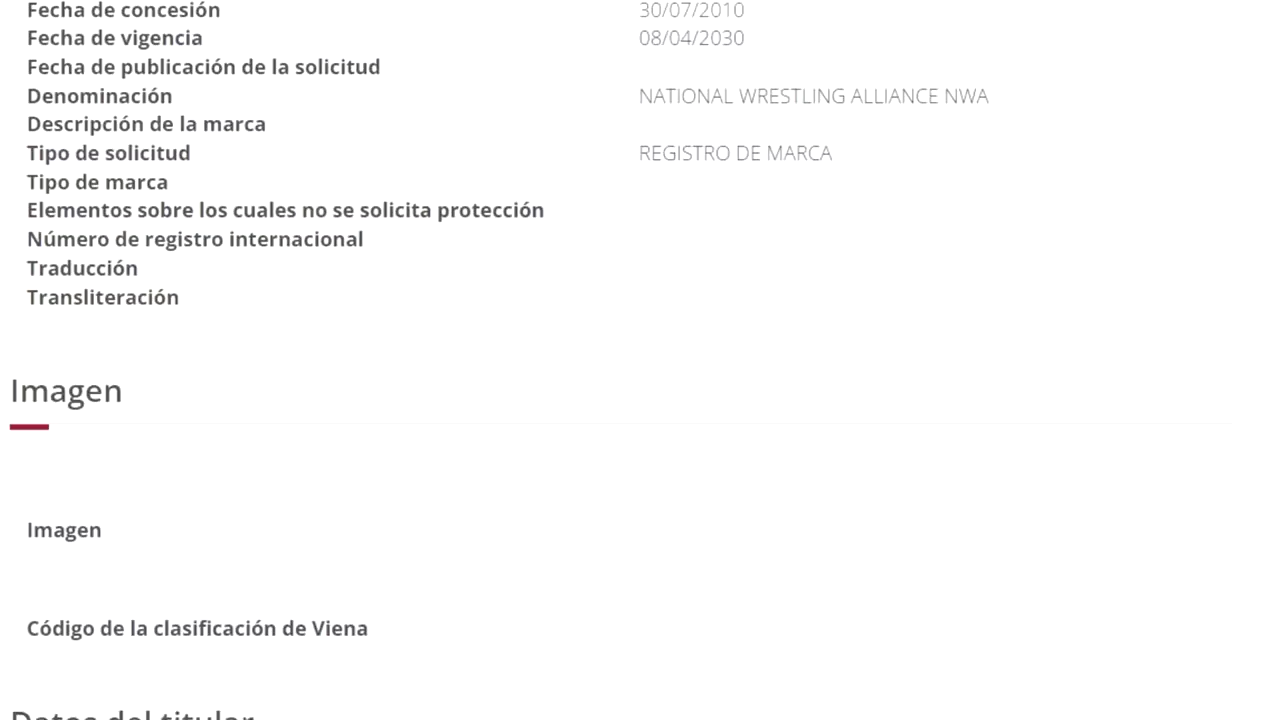 Fecha de concesión 30/07/2010
Fecha de vigencia 08/04/2030
Fecha de publicación de la solicitud
Denominación NATIONAL WRESTLING ALLIANCE NWA
Descripción de la marca
Tipo de solicitud REGISTRO DE MARCA
Tipo de marca
Elementos sobre los cuales no se solicita protección
Número de registro internacional
Traducción
Transliteración
Imagen
Imagen
Código de la clasificación de Viena
Datos del titular